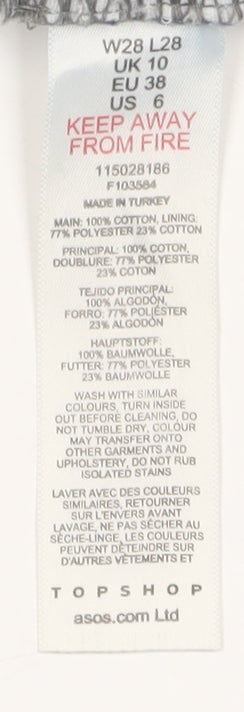 W28 L28
UK 10
EU 38
US 6
KEEP AWAY
FROM FIRE
115028186
F103584
MADE IN TURKEY
MAIN: 100% COTTON, LINING:
77% POLYESTER 23% COTTON
PRINCIPAL: 100% COTON,
DOUBLURE: 77% POLYESTER
23% COTON
TEJIDO PRINCIPAL:
100% ALGODÓN,
FORRO: 77% POLIÉSTER
23% ALGODÓN
HAUPTSTOFF:
100% BAUMWOLLE,
FUTTER: 77% POLYESTER
23% BAUMWOLLE
WASH WITH SIMILAR
COLOURS, TURN INSIDE
OUT BEFORE CLEANING, DO
NOT TUMBLE DRY, COLOUR
MAY TRANSFER ONTO
OTHER GARMENTS AND
UPHOLSTERY, DO NOT RUB
ISOLATED STAINS
LAVER AVEC DES COULEURS
SIMILAIRES, RETOURNER
SUR L'ENVERS AVANT
LAVAGE, NE PAS SÉCHER AU
SÈCHE-LINGE, LES COULEURS
PEUVENT DÉTEINDRE SUR
D'AUTRES VÊTEMENTS ET
TOPSHOP
asos.com Ltd